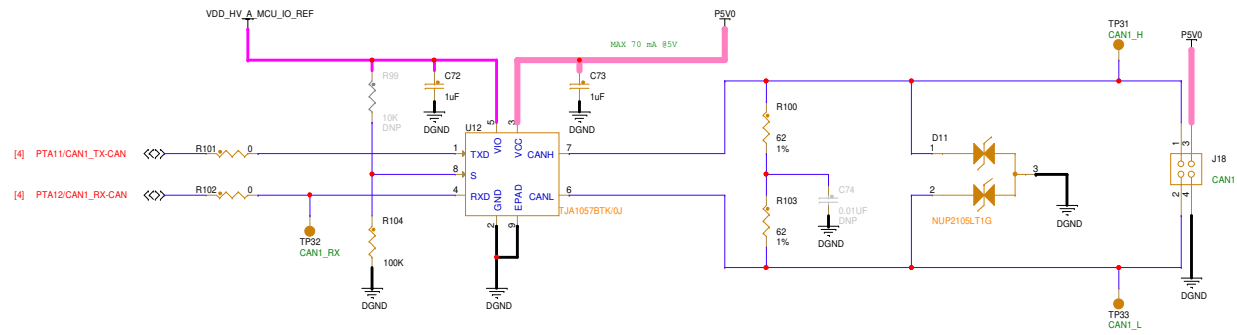 VDD_HV_A_MCU_IO_REF
P5V0
TP31
CAN1_H
P5V0
MAX 70 mA @5V
R99
10K
DNP
C72
1uF
DGND
C73
1uF
DGND
R100
62
1%
U12
5
3
VIO
VCC
[4] PTA11/CAN1_TX-CAN
R101
0
1
TXD
CANH
7
8
S
[4] PTA12/CAN1_RX-CAN
R102
0
4
RXD
CANL
6
GND
EPAD
2
9
TJA1057BTK/0J
D11
1
2
3
NUP2105LT1G
DGND
1
3
2
4
J18
CAN1
C74
0.01UF
DNP
DGND
R103
62
1%
R104
100K
DGND
TP32
CAN1_RX
DGND
DGND
TP33
CAN1_L